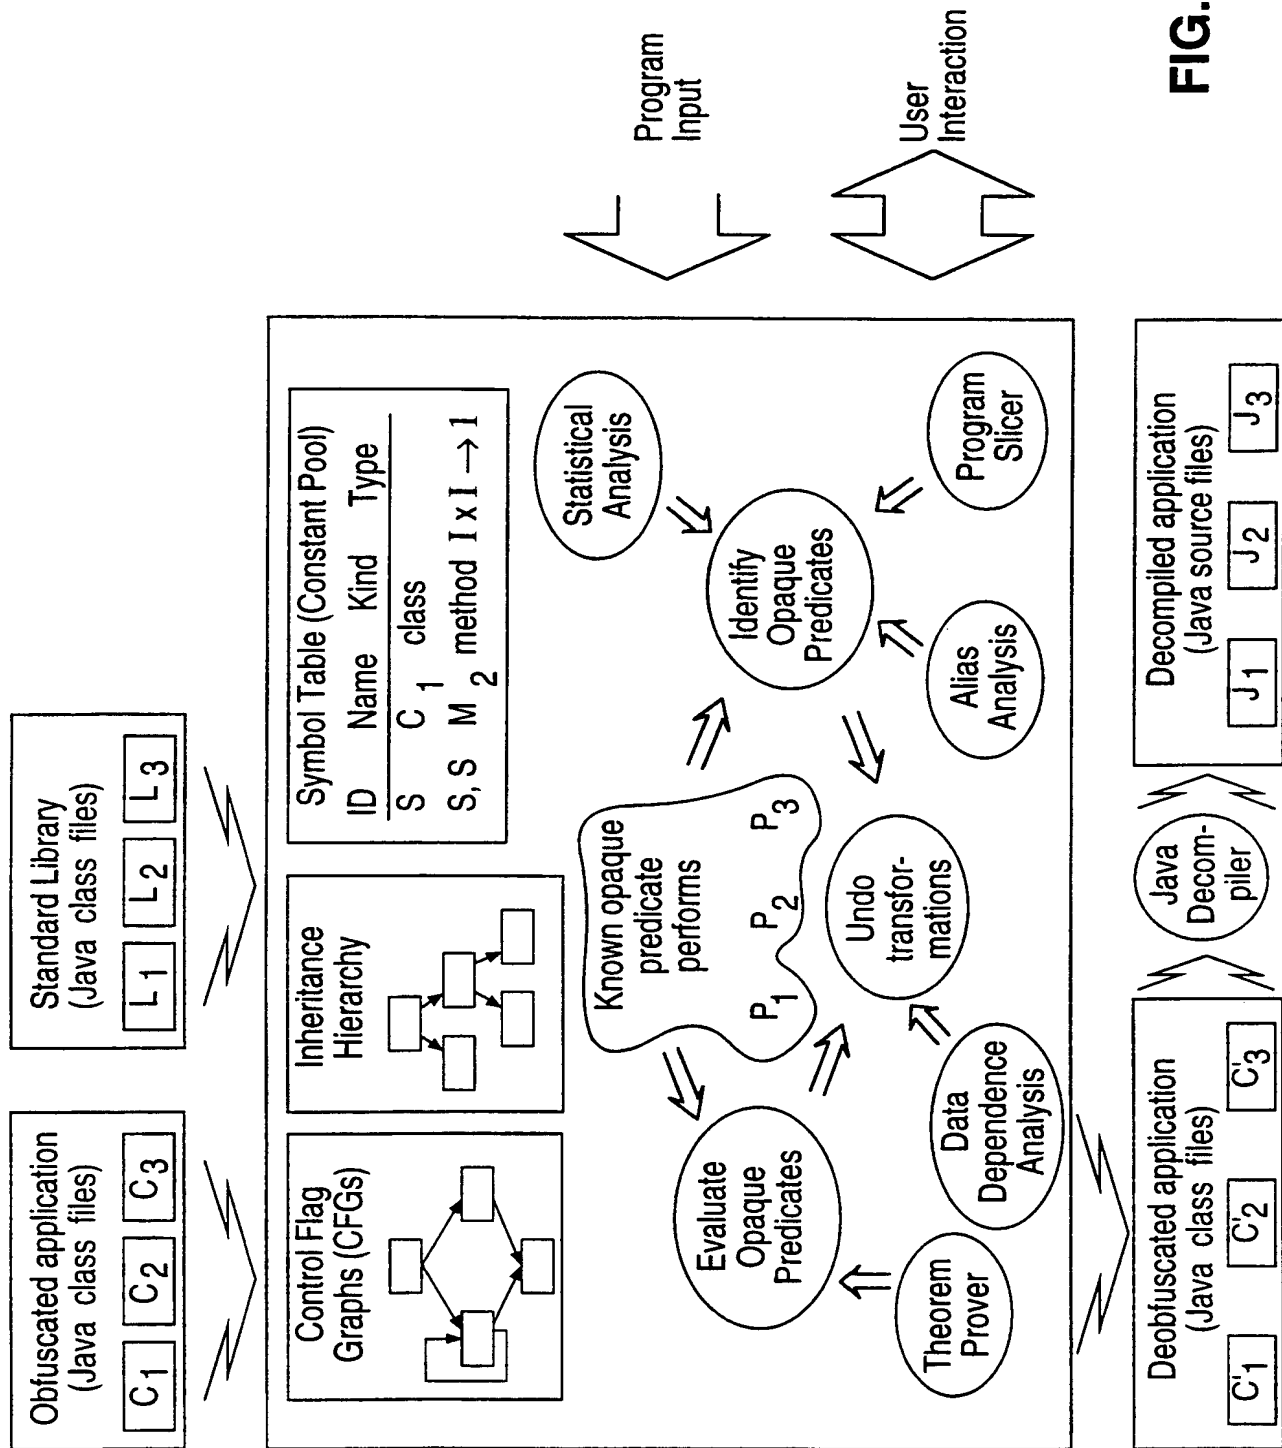 Obfuscated application
(Java class files)
C1 C2 C3
Standard Library
(Java class files)
L1 L2 L3
Control Flag
Graphs (CFGs)
Inheritance
Hierarchy
Symbol Table (Constant Pool)
ID Name Kind Type
S C1 class
S, S M2 method I x I → 1
Known opaque
predicate
performs
P1 P2 P3
Statistical
Analysis
Evaluate
Opaque
Predicates
Identify
Opaque
Predicates
Undo
transfor-
mations
Theorem
Prover
Data
Dependence
Analysis
Alias
Analysis
Program
Slicer
Program
Input
User
Interaction
Deobfuscated application
(Java class files)
C'1 C'2 C'3
Java
Decom-
piler
Decompiled application
(Java source files)
J1 J2 J3
FIG.